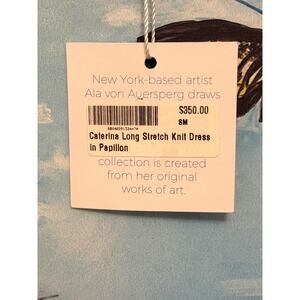 New York-based artist
Ala von Auersperg draws
$350.00
SM
Caterina Long Stretch Knit Dress
in Papilion
collection is created
from her original
works of art.